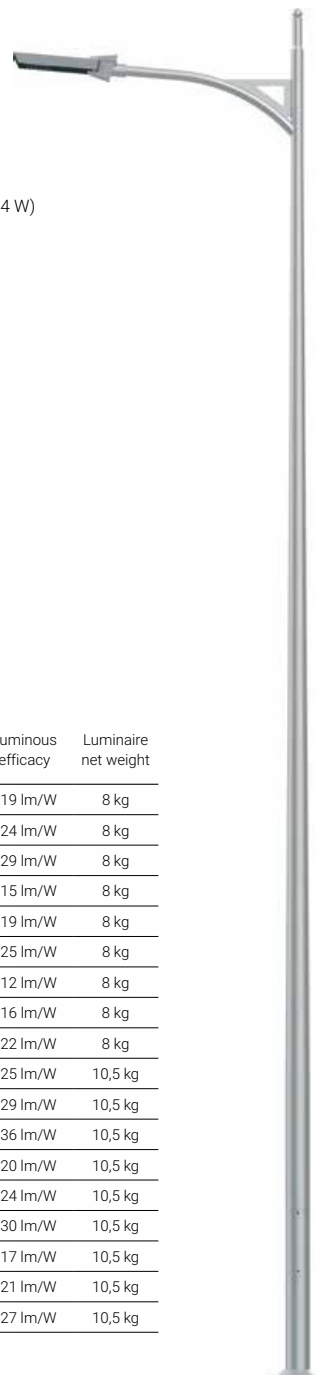 4 W)
uminous Luminaire
efficacy net weight
19 lm/W 8 kg
24 lm/W 8 kg
29 lm/W 8 kg
15 lm/W 8 kg
19 lm/W 8 kg
25 lm/W 8 kg
12 lm/W 8 kg
16 lm/W 8 kg
22 lm/W 8 kg
25 lm/W 10,5 kg
29 lm/W 10,5 kg
36 lm/W 10,5 kg
20 lm/W 10,5 kg
24 lm/W 10,5 kg
30 lm/W 10,5 kg
17 lm/W 10,5 kg
21 lm/W 10,5 kg
27 lm/W 10,5 kg